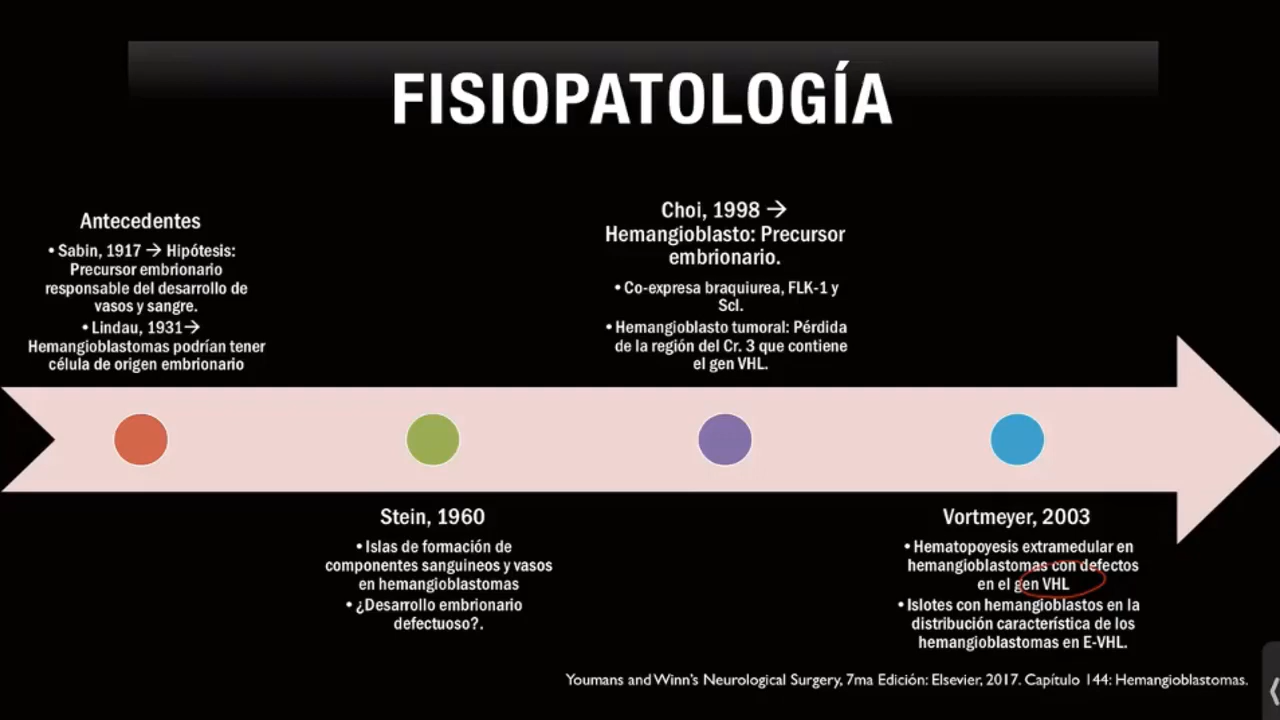 FISIOPATOLOGÍA
Antecedentes
• Sabin, 1917 → Hipótesis:
Precursor embrionario
responsable del desarrollo de
vasos y sangre.
• Lindau, 1931→
Hemangioblastomas podrían tener
célula de origen embrionario
Stein, 1960
• Islas de formación de
componentes sanguineos y vasos
en hemangioblastomas
• ¿Desarrollo embrionario
defectuoso?.
Choi, 1998 →
Hemangioblasto: Precursor
embrionario.
• Co-expresa braquiurea, FLK-1 y
Scl.
• Hemangioblasto tumoral: Pérdida
de la región del Cr. 3 que contiene
el gen VHL.
Vortmeyer, 2003
• Hematopoyesis extramedular en
hemangioblastomas con defectos
en el gen VHL
• Islotes con hemangioblastos en la
distribución característica de los
hemangioblastomas en E-VHL.
Youmans and Winn's Neurological Surgery, 7ma Edición: Elsevier, 2017. Capítulo 144: Hemangioblastomas.